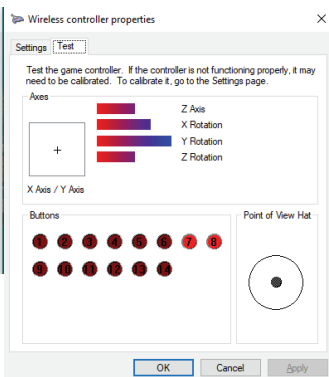 Wireless controller properties
Settings Test
Test the game controller. If the controller is not functioning properly, it may
need to be calibrated. To calibrate it, go to the Settings page.
Axes
Z Axis
X Rotation
Y Rotation
Z Rotation
X Axis / Y Axis
Buttons
Point of View Hat
1 2 3 4 5 6 7 8
9 10 11 12 13 14
OK Cancel Apply